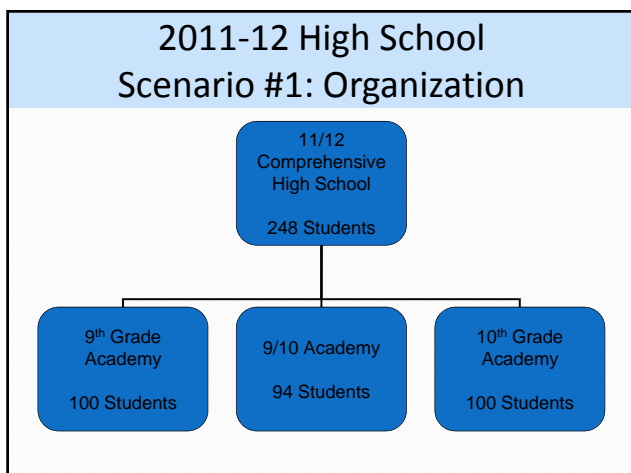 2011-12 High School
Scenario #1: Organization
11/12
Comprehensive
High School
248 Students
9th Grade
Academy
100 Students
9/10 Academy
94 Students
10th Grade
Academy
100 Students